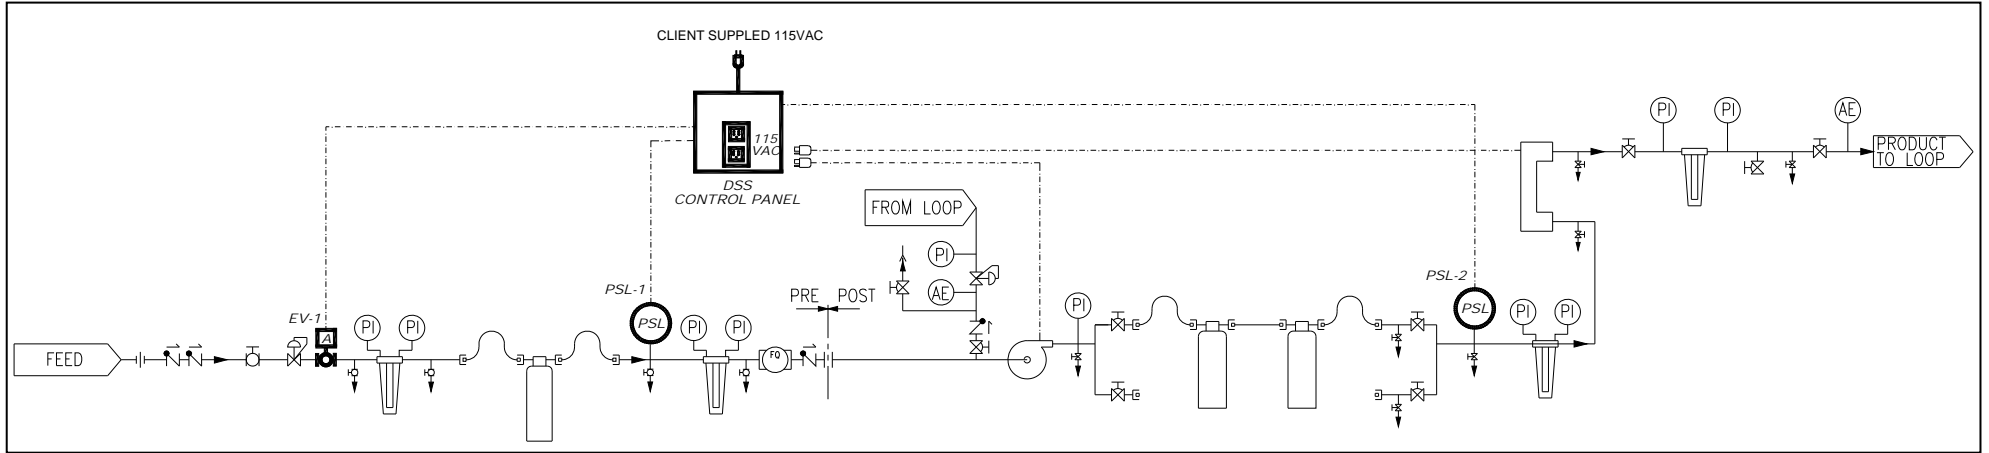 CLIENT SUPPLED 115VAC
115
VAC
DSS
CONTROL PANEL
PI
PI
AE
PRODUCT
TO LOOP
FROM LOOP
PI
AE
PSL-1
PSL
PRE
POST
PSL-2
PSL
EV-1
A
PI
PI
PI
PI
FQ
PI
PI
PI
FEED